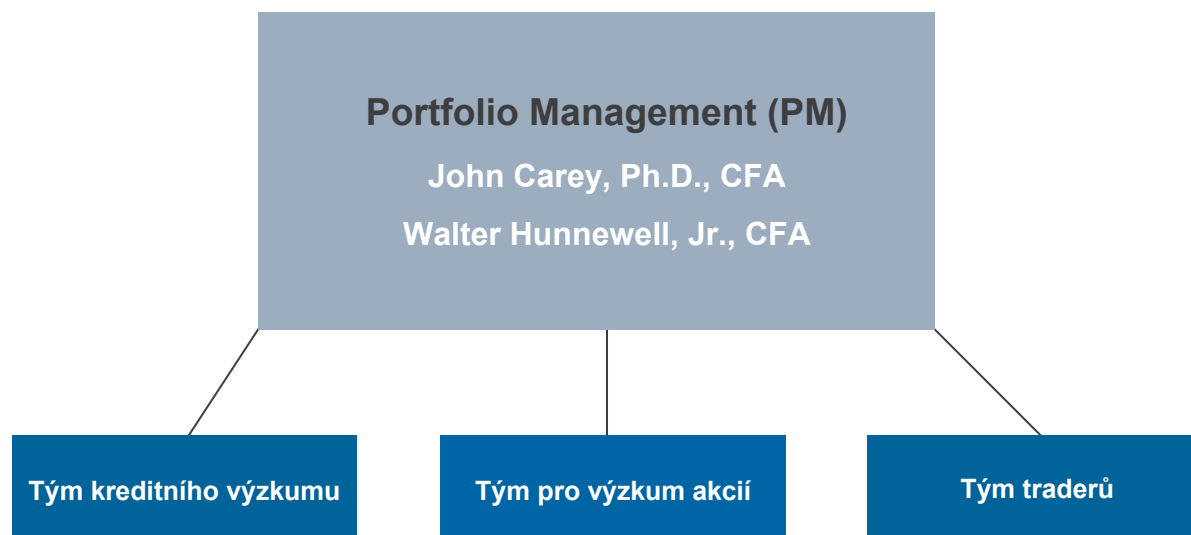 Portfolio Management (PM)
John Carey, Ph.D., CFA
Walter Hunnewell, Jr., CFA
Tým kreditního výzkumu
Tým pro výzkum akcií
Tým traderů